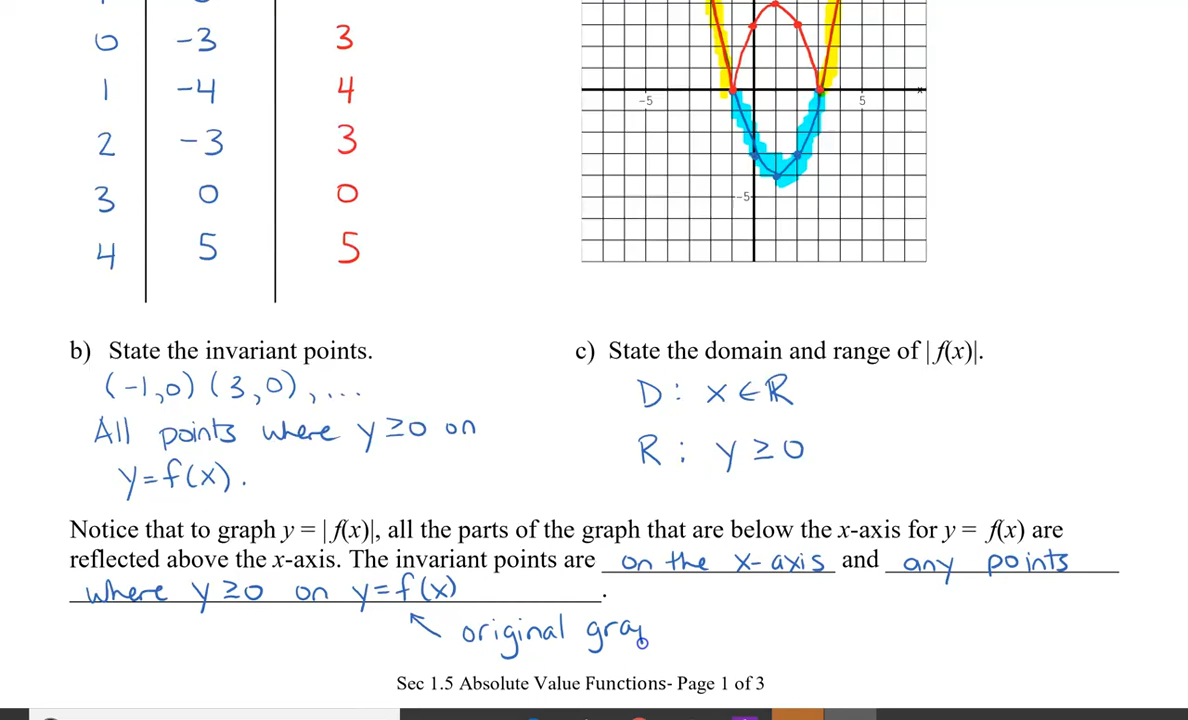 0 -3 3
1 -4 4
2 -3 3
3 0 0
4 5 5
-5 5 x
-5
b) State the invariant points.
(-1,0) (3,0), ...
All points where y ≥ 0 on
y = f(x).
c) State the domain and range of | f(x)|.
D: x ∈ ℝ
R: y ≥ 0
Notice that to graph y = | f(x)|, all the parts of the graph that are below the x-axis for y = f(x) are
reflected above the x-axis. The invariant points are on the x-axis and any points
where y ≥ 0 on y = f(x).
↖ original grap
Sec 1.5 Absolute Value Functions- Page 1 of 3